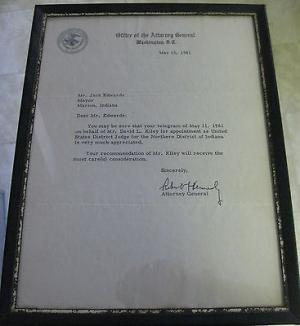 Office of the Attorney General
Washington, D.C.
May 15, 1961
Mr. Jack Edwards
Mayor
Marion, Indiana
Dear Mr. Edwards:
You may be sure that your telegram of May 11, 1961
on behalf of Mr. David L. Kiley for appointment as United
States District Judge for the Northern District of Indiana
is very much appreciated.
Your recommendation of Mr. Kiley will receive the
most careful consideration.
Sincerely,
Attorney General